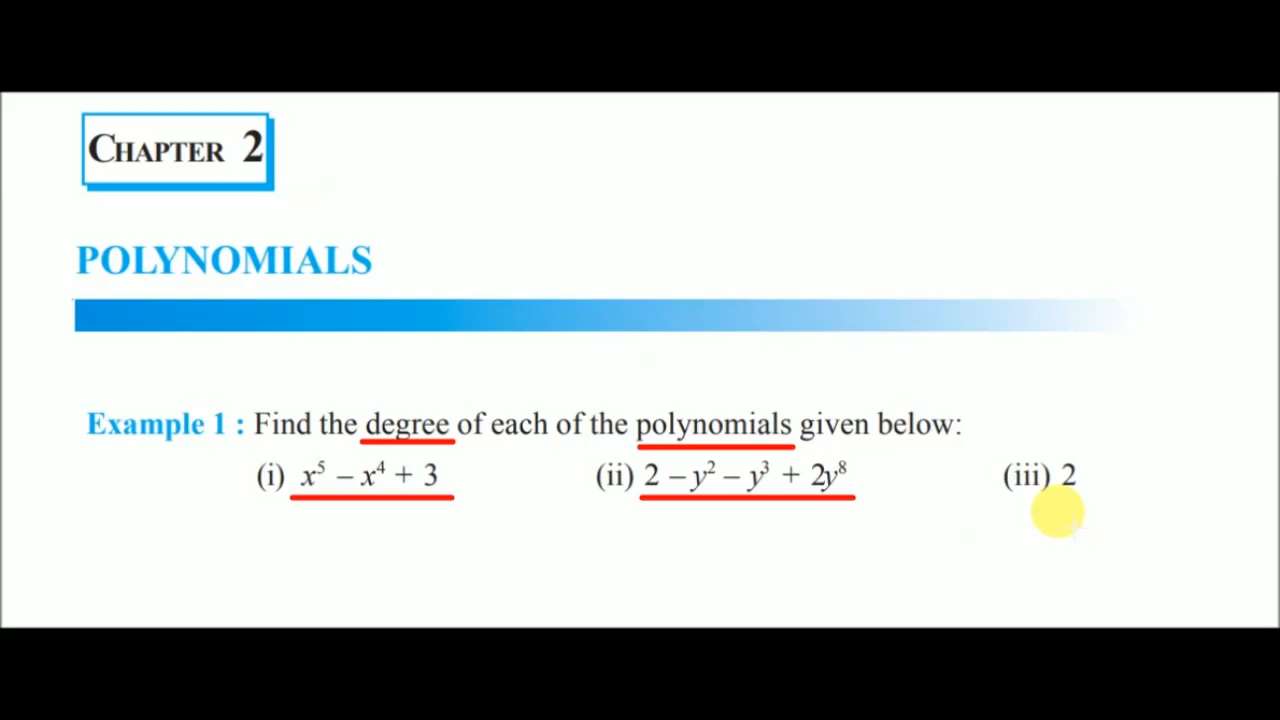 CHAPTER 2
POLYNOMIALS
Example 1 : Find the degree of each of the polynomials given below:
(i) x⁵ – x⁴ + 3 (ii) 2 – y² – y³ + 2y⁸ (iii) 2